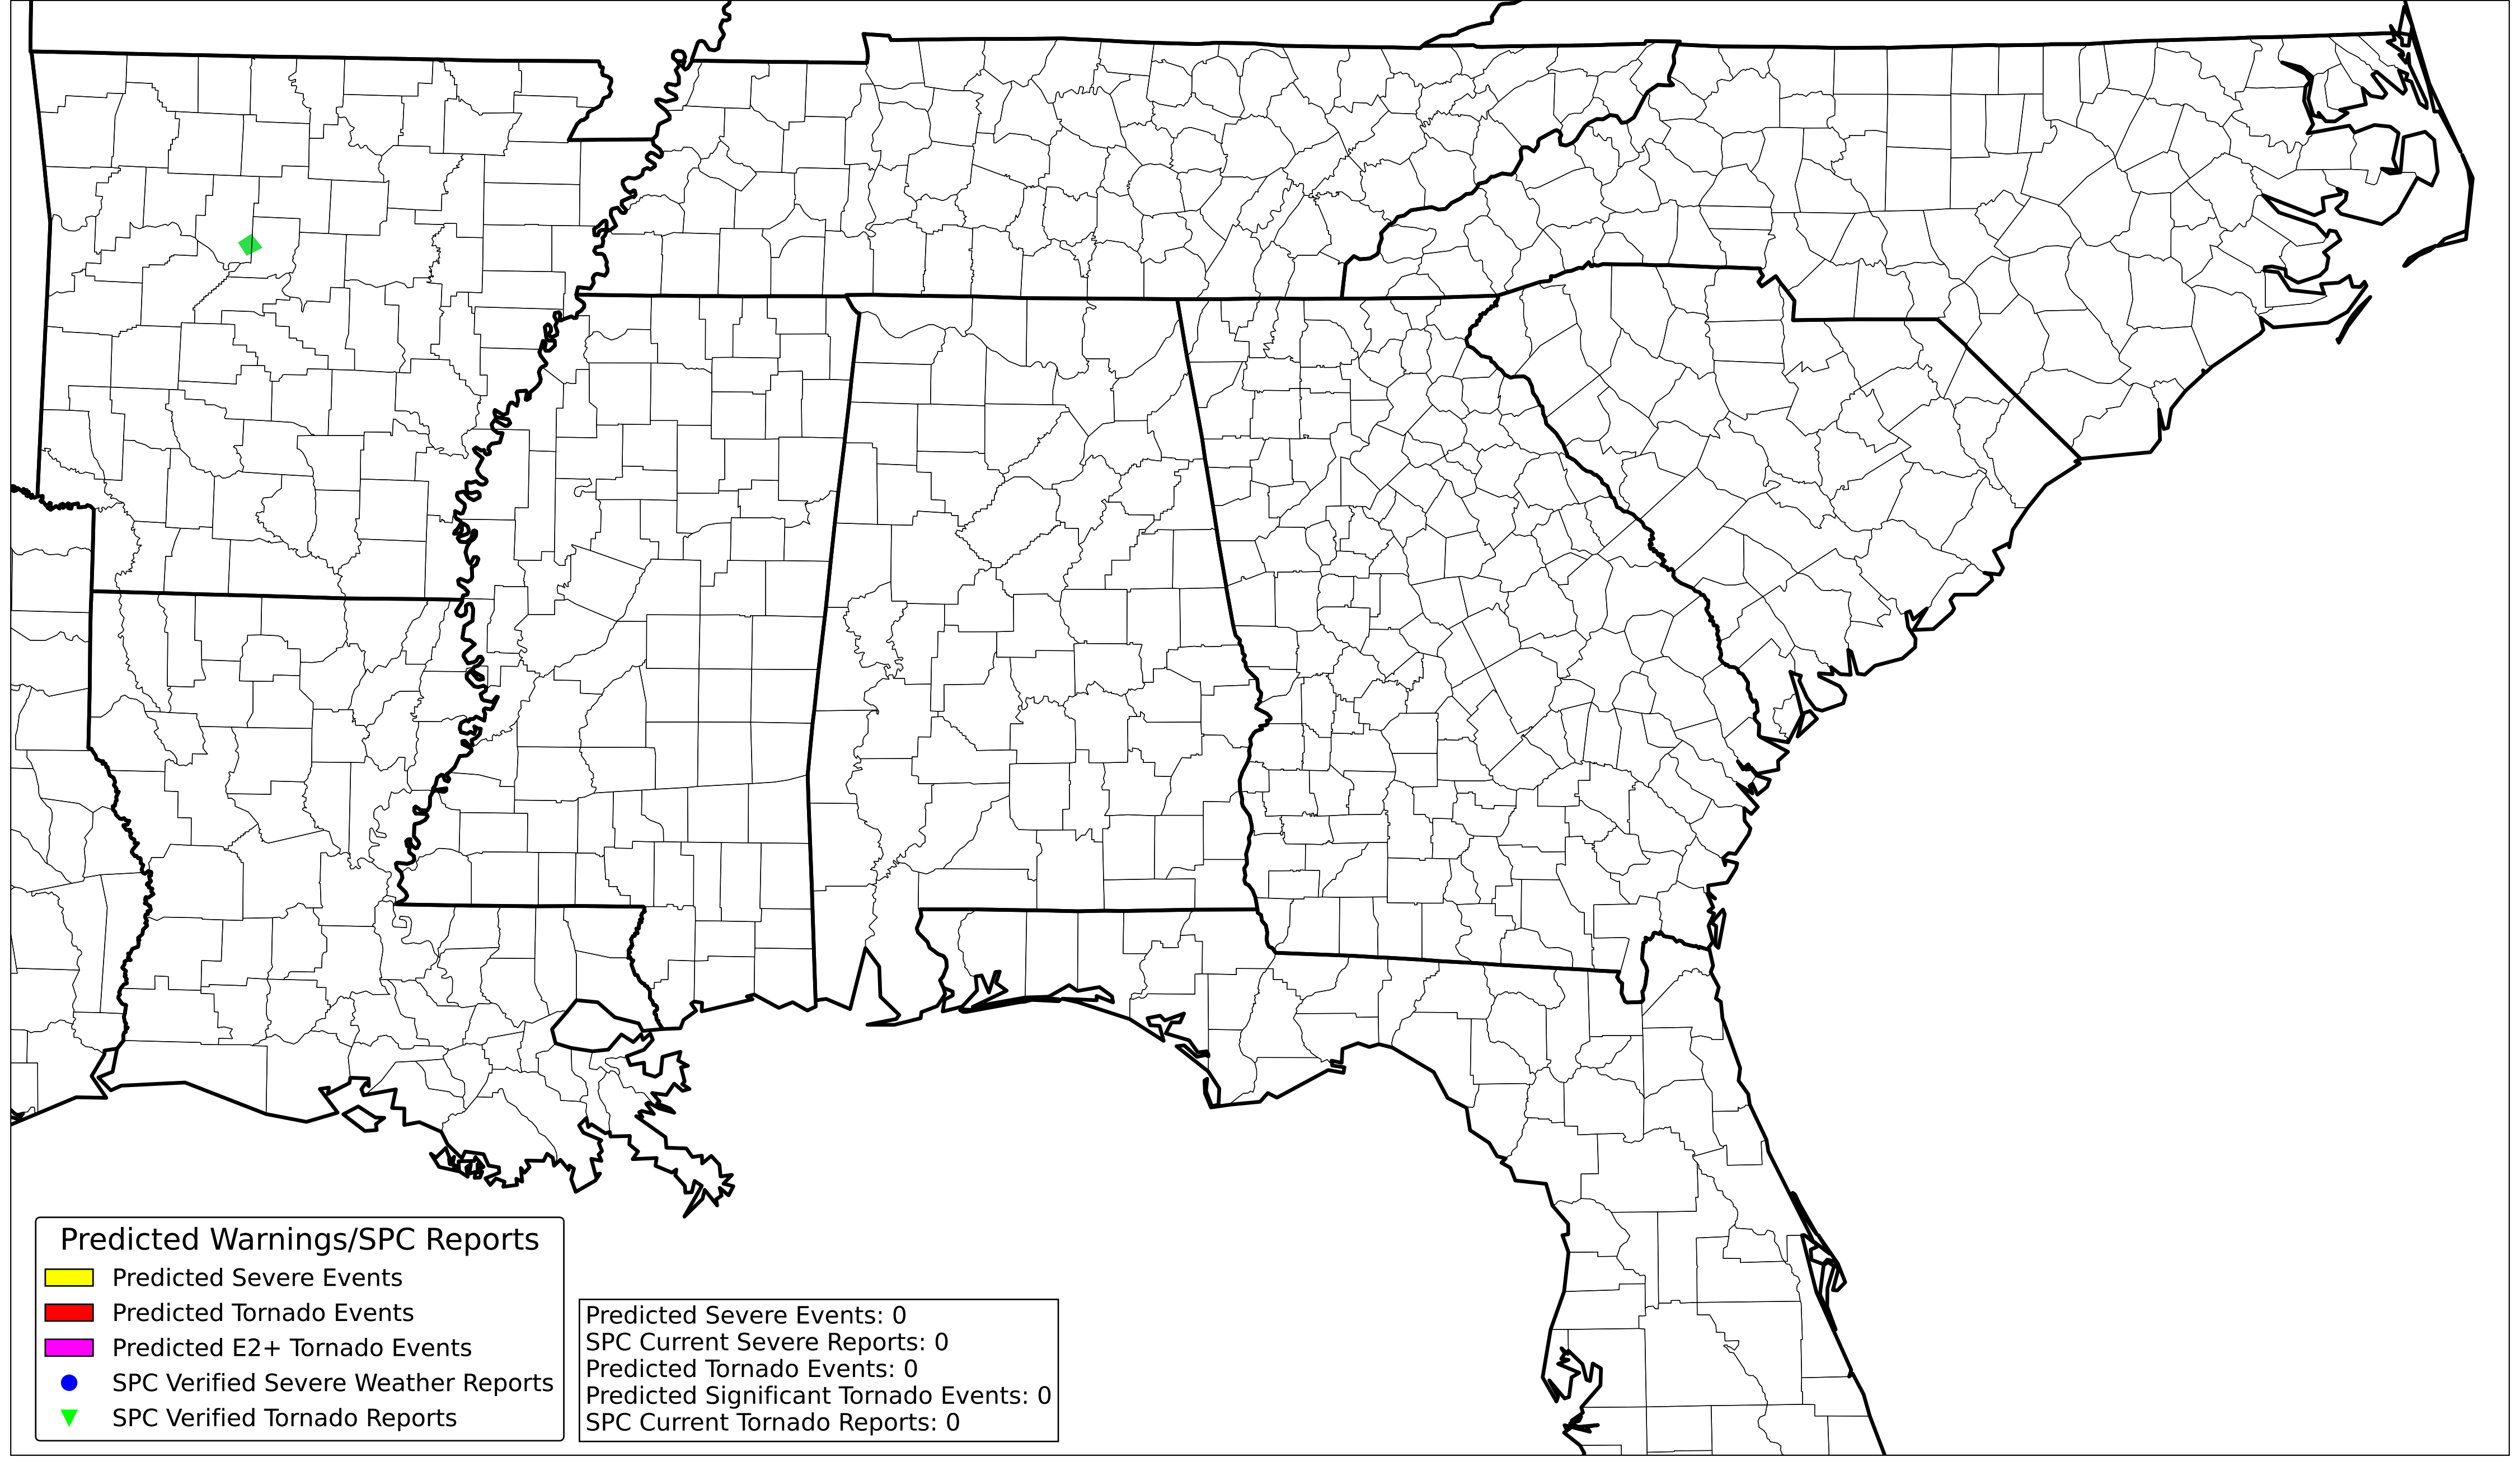 Predicted Warnings/SPC Reports
Predicted Severe Events
Predicted Tornado Events
Predicted E2+ Tornado Events
SPC Verified Severe Weather Reports
SPC Verified Tornado Reports
Predicted Severe Events: 0
SPC Current Severe Reports: 0
Predicted Tornado Events: 0
Predicted Significant Tornado Events: 0
SPC Current Tornado Reports: 0